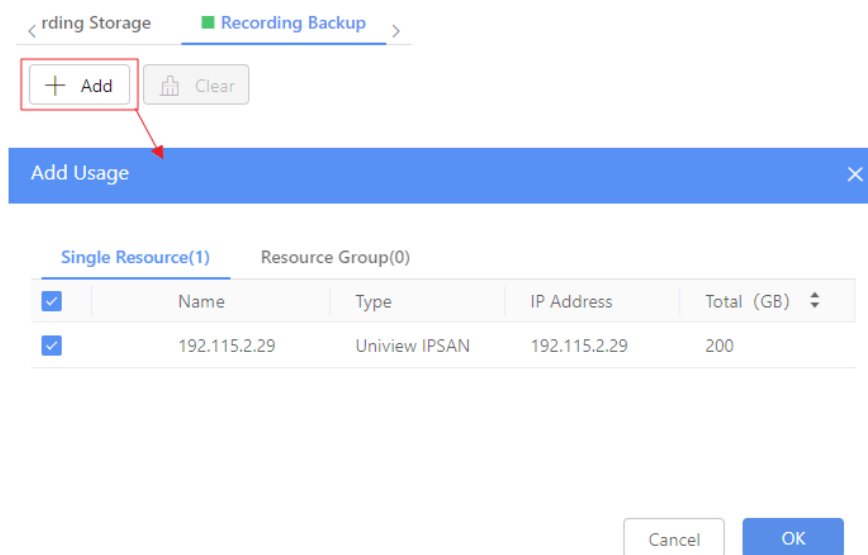 rding Storage Recording Backup
Add Clear
Add Usage
Single Resource(1) Resource Group(0)
Name Type IP Address Total (GB)
192.115.2.29 Uniview IPSAN 192.115.2.29 200
Cancel OK